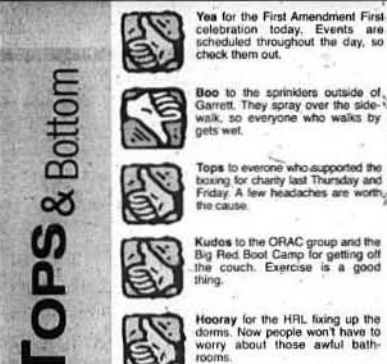 TOPS & Bottom
Yea for the First Amendment First
celebration today. Events are
scheduled throughout the day, so
check them out.
Boo to the sprinklers outside of
Garrett. They spray over the side-
walk, so everyone who walks by
gets wet.
Tops to everone who supported the
boxing for charity last Thursday and
Friday. A few headaches are worth
the cause.
Kudos to the ORAC group and the
Big Red Boot Camp for getting off
the couch. Exercise is a good
thing.
Hooray for the HRL fixing up the
dorms. Now people won't have to
worry about those awful bath-
rooms.